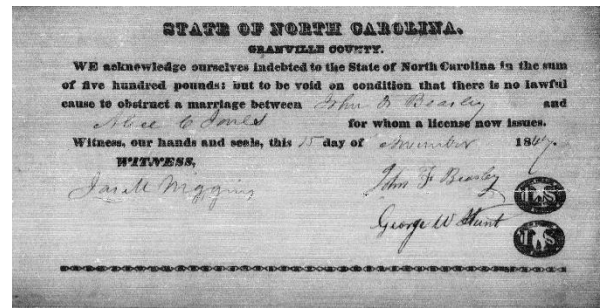 STATE OF NORTH CAROLINA.
GRANVILLE COUNTY.
WE acknowledge ourselves indebted to the State of North Carolina in the sum
of five hundred pounds: but to be void on condition that there is no lawful
cause to obstruct a marriage between John F Beasley and
C Jones for whom a license now issues.
Witness, our hands and seals, this 15 day of November 1847.
WITNESS,
Wiggins John F Beasley L S
George W Hunt L S